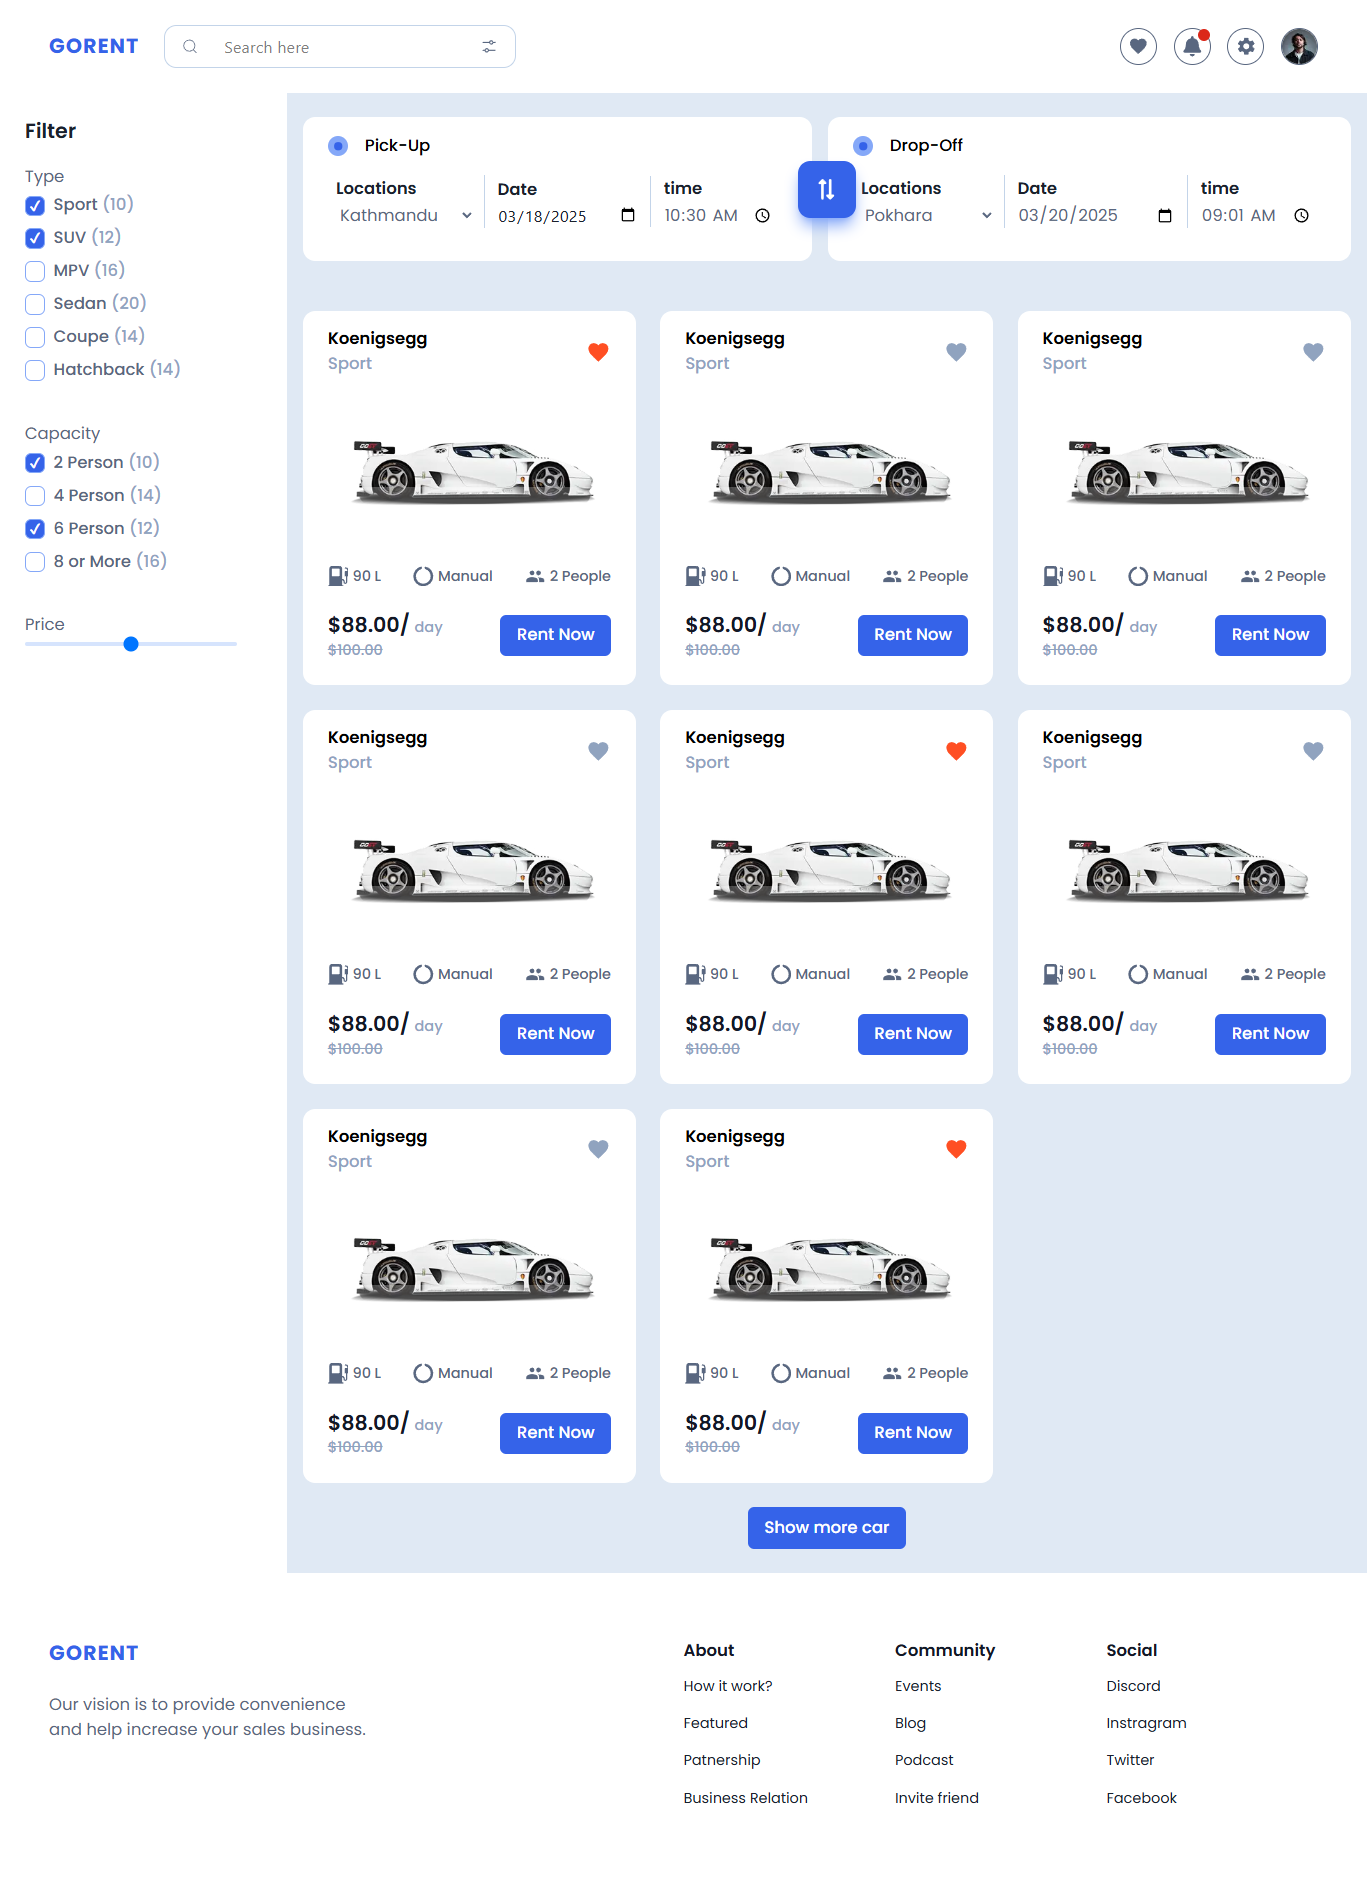 GORENT
Search here
Filter
Type
Sport (10)
SUV (12)
MPV (16)
Sedan (20)
Coupe (14)
Hatchback (14)
Capacity
2 Person (10)
4 Person (14)
6 Person (12)
8 or More (16)
Price
Pick-Up
Locations Date time
Kathmandu 03/18/2025 10:30 AM
Drop-Off
Locations Date time
Pokhara 03/20/2025 09:01 AM
Koenigsegg
Sport
90 L Manual 2 People
$88.00/ day
$100.00
Rent Now
Koenigsegg
Sport
90 L Manual 2 People
$88.00/ day
$100.00
Rent Now
Koenigsegg
Sport
90 L Manual 2 People
$88.00/ day
$100.00
Rent Now
Koenigsegg
Sport
90 L Manual 2 People
$88.00/ day
$100.00
Rent Now
Koenigsegg
Sport
90 L Manual 2 People
$88.00/ day
$100.00
Rent Now
Koenigsegg
Sport
90 L Manual 2 People
$88.00/ day
$100.00
Rent Now
Koenigsegg
Sport
90 L Manual 2 People
$88.00/ day
$100.00
Rent Now
Koenigsegg
Sport
90 L Manual 2 People
$88.00/ day
$100.00
Rent Now
Show more car
GORENT
Our vision is to provide convenience
and help increase your sales business.
About
How it work?
Featured
Patnership
Business Relation
Community
Events
Blog
Podcast
Invite friend
Social
Discord
Instragram
Twitter
Facebook